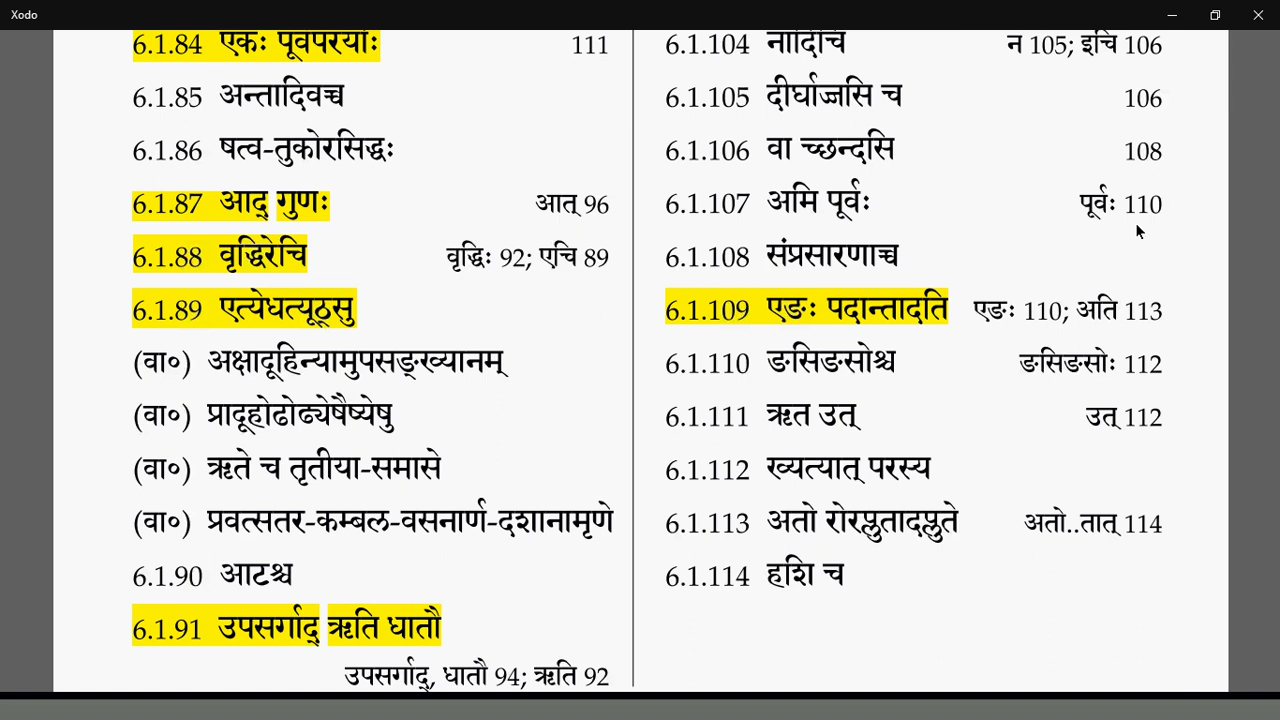 Xodo
6.1.84 एकः पूर्वपरयोः 111
6.1.85 अन्तादिवच्च
6.1.86 षत्व-तुकोरसिद्धः
6.1.87 आद् गुणः आत् 96
6.1.88 वृद्धिरेचि वृद्धिः 92; एचि 89
6.1.89 एत्येधत्यूठ्सु
(वा०) अक्षादूहिन्यामुपसङ्ख्यानम्
(वा०) प्रादूहोढोढ्येषैष्येषु
(वा०) ऋते च तृतीया-समासे
(वा०) प्रवत्सतर-कम्बल-वसनार्ण-दशानामृणे
6.1.90 आटश्च
6.1.91 उपसर्गाद् ऋति धातौ
उपसर्गाद्, धातौ 94; ऋति 92
6.1.104 नादिचि न 105; इचि 106
6.1.105 दीर्घाज्जसि च 106
6.1.106 वा च्छन्दसि 108
6.1.107 अमि पूर्वः पूर्वः 110
6.1.108 संप्रसारणाच्च
6.1.109 एङः पदान्तादति एङः 110; अति 113
6.1.110 ङसिङसोश्च ङसिङसोः 112
6.1.111 ऋत उत् उत् 112
6.1.112 ख्यत्यात् परस्य
6.1.113 अतो रोरप्लुतादप्लुते अतो..तात् 114
6.1.114 हशि च